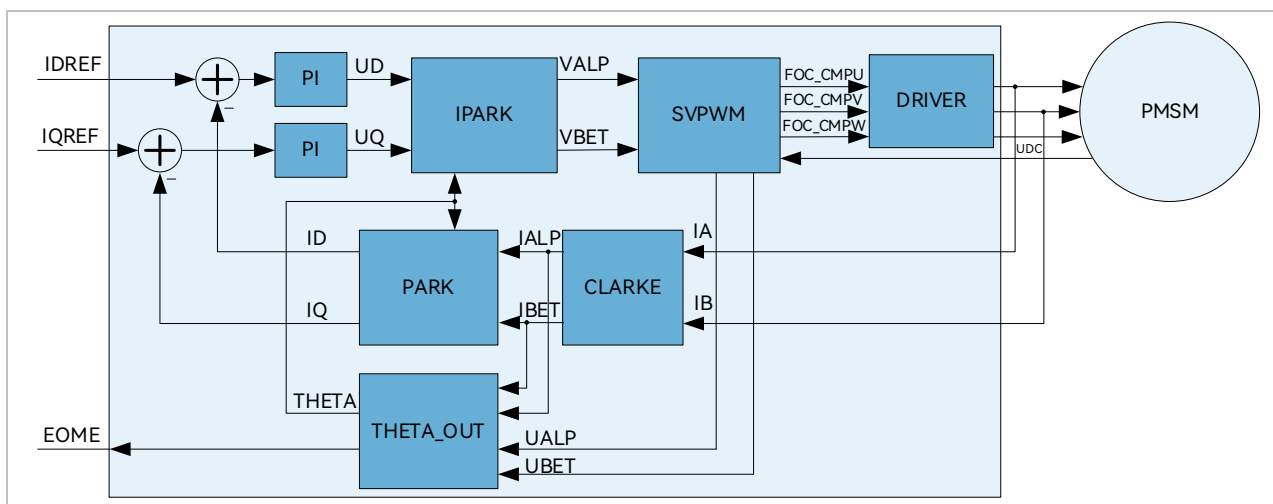 IDREF
PI
UD
IPARK
VALP
SVPWM
FOC_CMPU
FOC_CMPV
FOC_CMPW
DRIVER
PMSM
IQREF
PI
UQ
VBET
UDC
ID
PARK
IALP
CLARKE
IA
IQ
IBET
IB
THETA
THETA_OUT
EOME
UALP
UBET